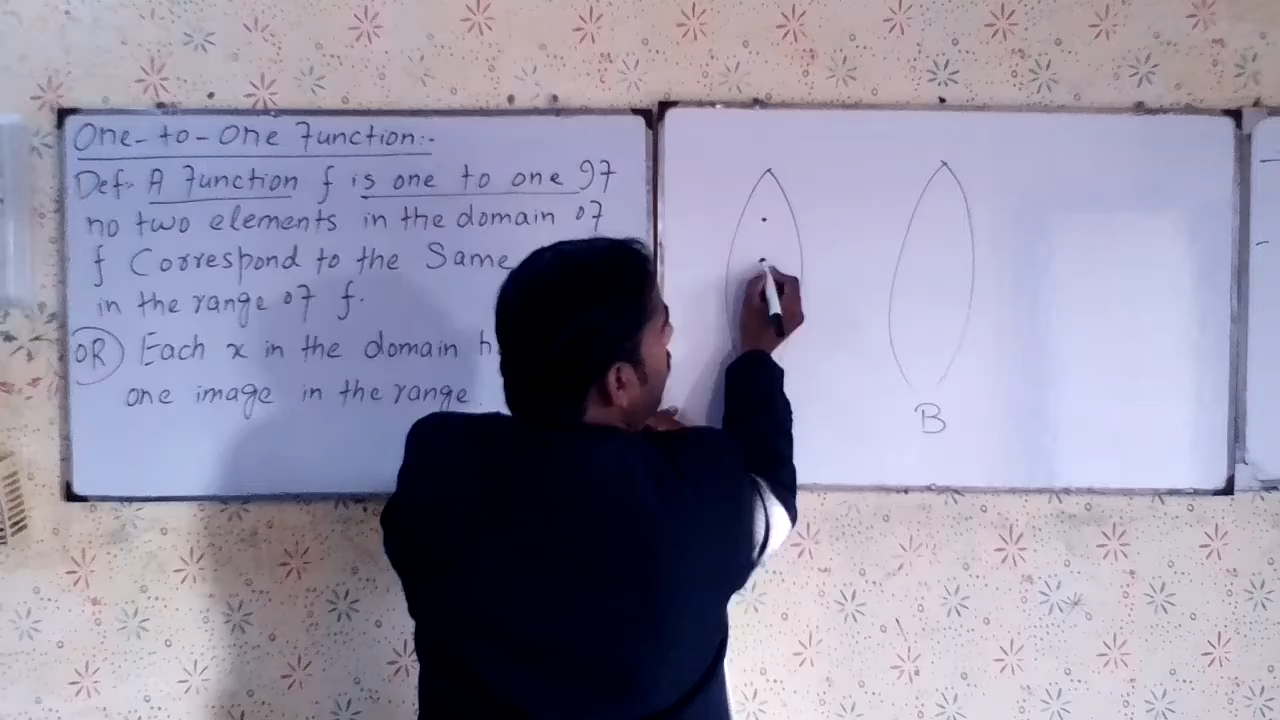 One-to-One Function:-
Def:- A Function f is one to one If
no two elements in the domain of
f Correspond to the Same
in the range of f.
OR Each x in the domain
one image in the range.
B